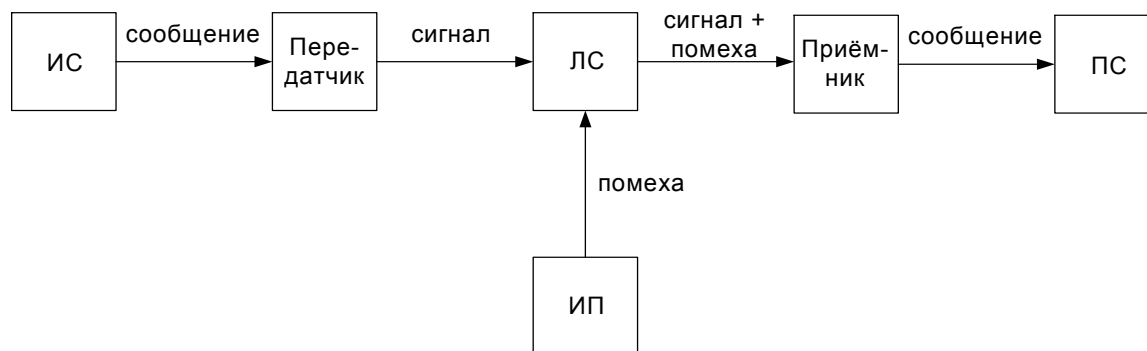 ИС
сообщение
Пере-
датчик
сигнал
ЛС
сигнал +
помеха
Приём-
ник
сообщение
ПС
помеха
ИП